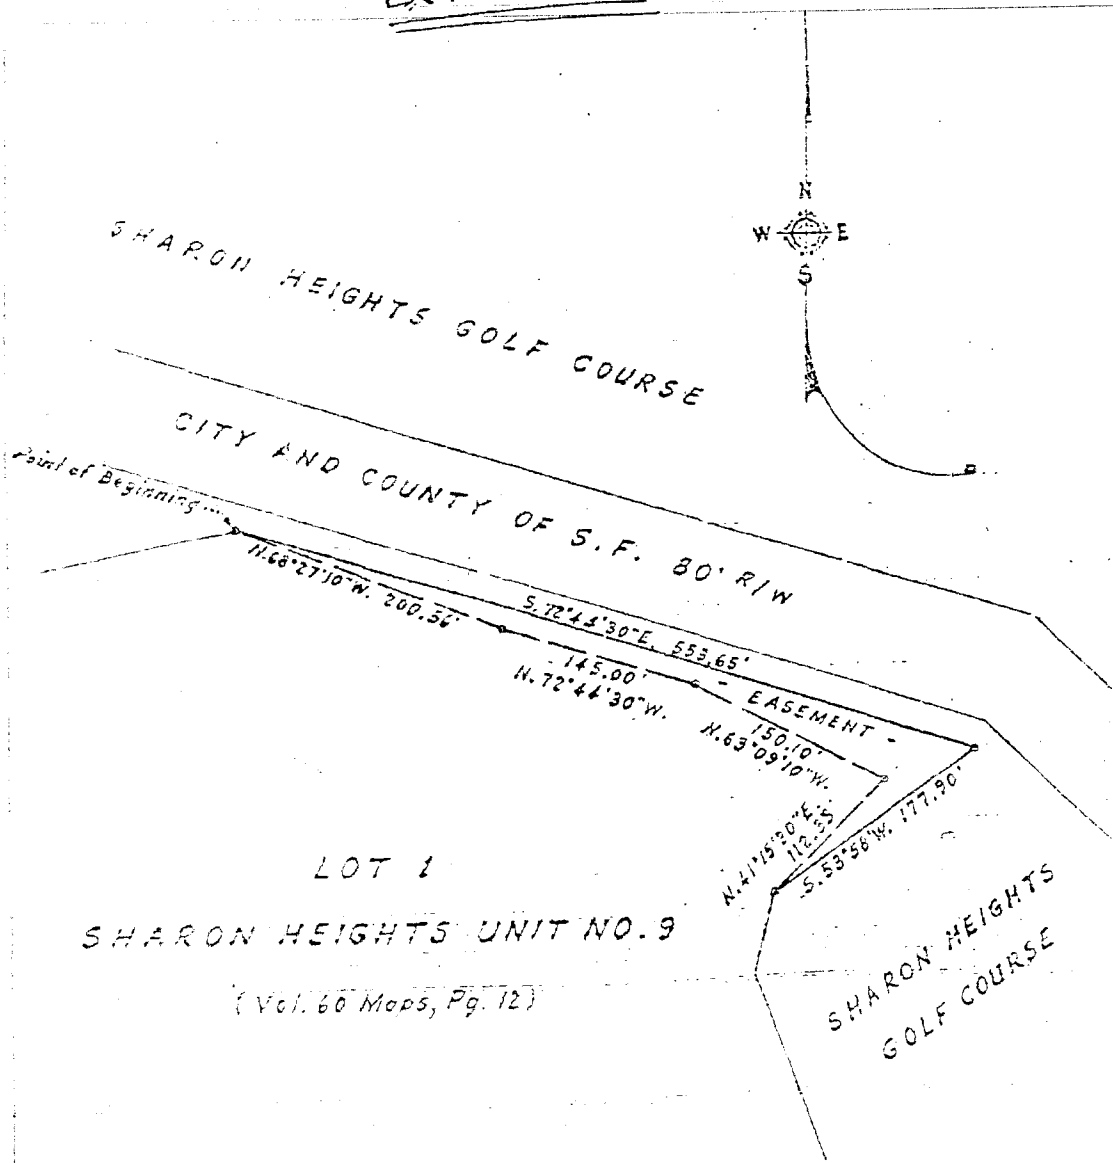 N
W E
S
SHARON HEIGHTS GOLF COURSE
CITY AND COUNTY OF S.F. 80' R/W
Point of Beginning
N.68°27'10"W. 200.56'
S.72°44'30"E. 553.65'
145.00'
N.72°44'30"W.
- EASEMENT -
150.10'
N.63°09'10"W.
N.41°15'30"E.
112.55'
S.53°58'W. 177.90'
LOT 1
SHARON HEIGHTS UNIT NO.9
(Vol. 60 Maps, Pg. 12)
SHARON HEIGHTS
GOLF COURSE